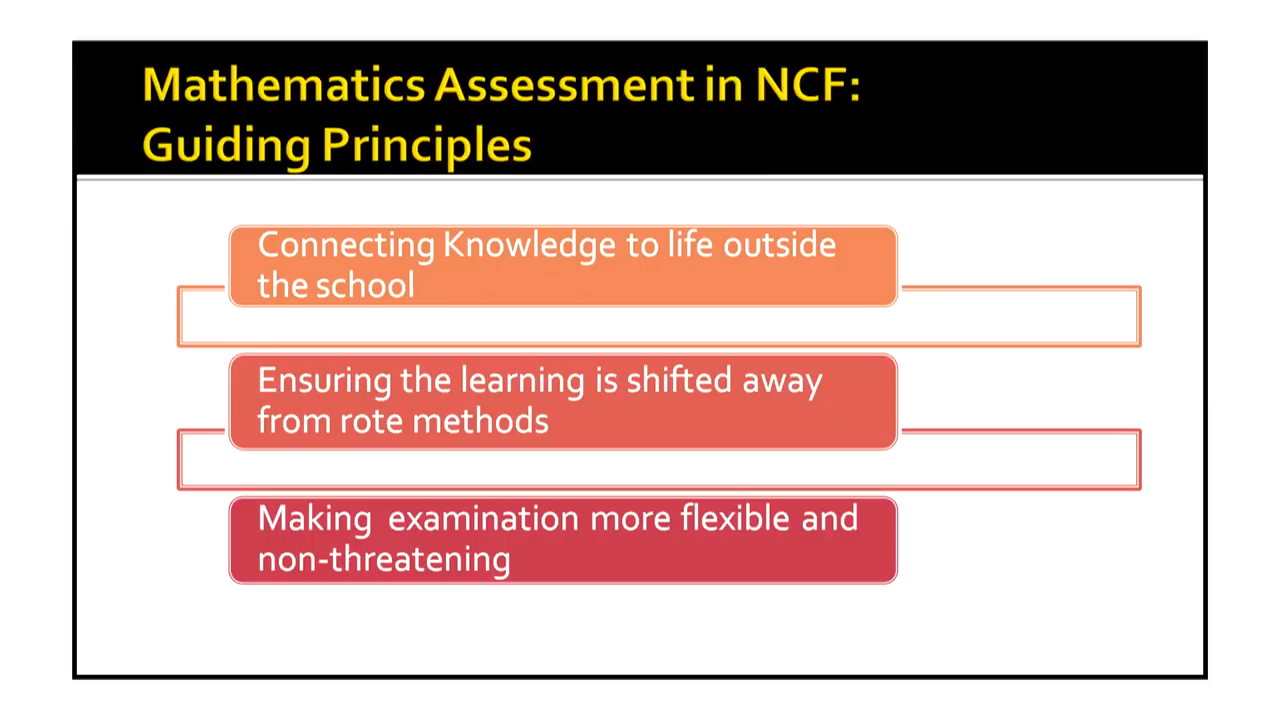 Mathematics Assessment in NCF:
Guiding Principles
Connecting Knowledge to life outside
the school
Ensuring the learning is shifted away
from rote methods
Making examination more flexible and
non-threatening